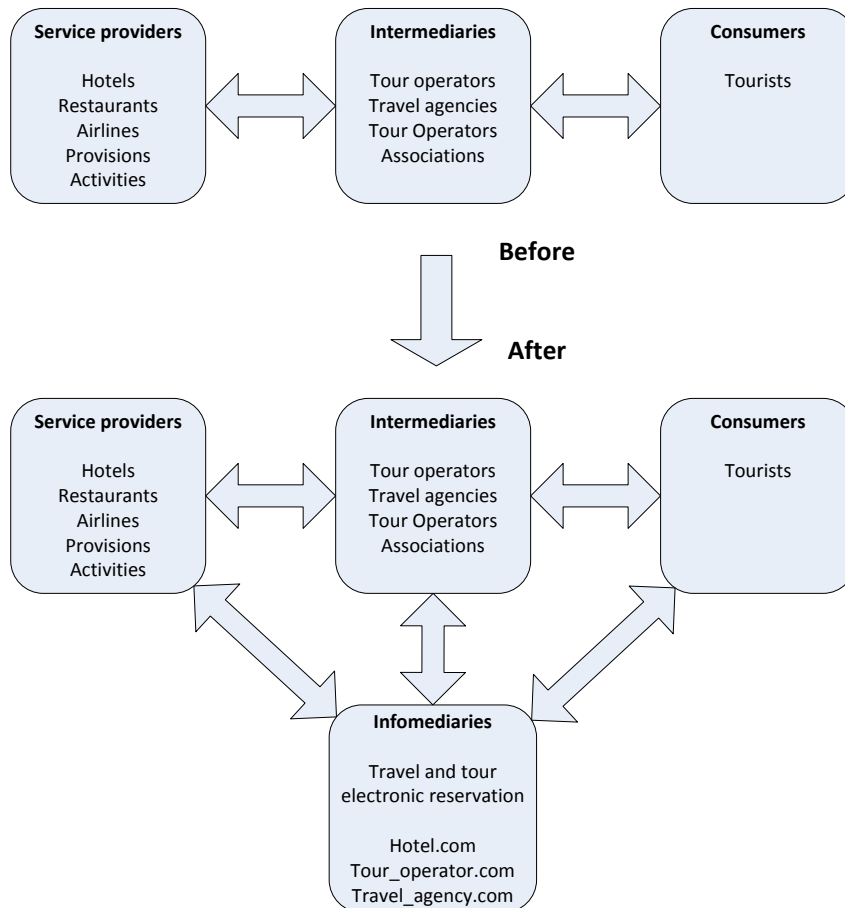 Service providers
Hotels
Restaurants
Airlines
Provisions
Activities
Intermediaries
Tour operators
Travel agencies
Tour Operators
Associations
Consumers
Tourists
Before
After
Service providers
Hotels
Restaurants
Airlines
Provisions
Activities
Intermediaries
Tour operators
Travel agencies
Tour Operators
Associations
Consumers
Tourists
Infomediaries
Travel and tour
electronic reservation
Hotel.com
Tour_operator.com
Travel_agency.com